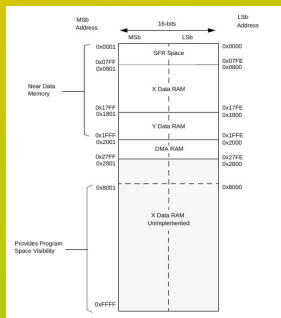 MSb
Address
16-bits
LSb
Address
MSb
LSb
0x0001
0x0000
SFR Space
0x07FF
0x07FE
0x0801
0x0800
Near Data
Memory
X Data RAM
0x17FF
0x17FE
0x1801
0x1800
Y Data RAM
0x1FFF
0x1FFE
0x2001
0x2000
DMA RAM
0x27FF
0x27FE
0x2801
0x2800
0x8001
0x8000
X Data RAM
Unimplemented
Provides Program
Space Visibility
0xFFFF